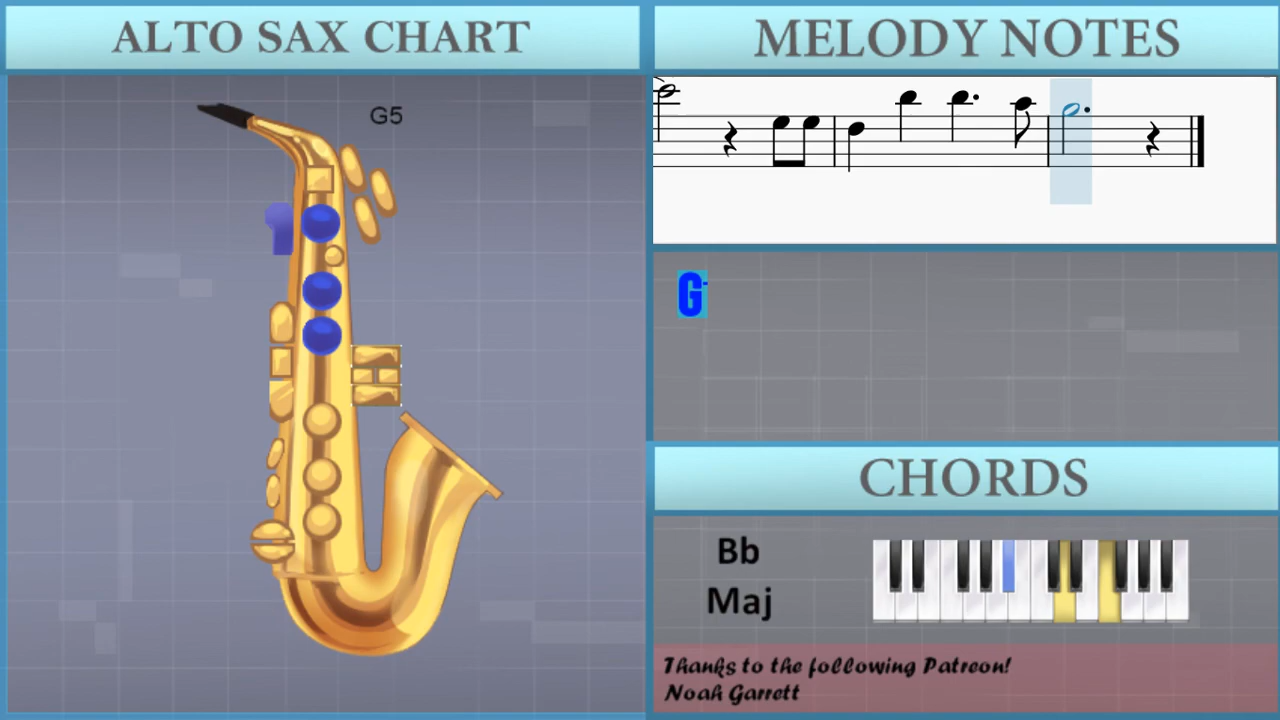 ALTO SAX CHART
G5
MELODY NOTES
G
CHORDS
Bb
Maj
Thanks to the following Patreon!
Noah Garrett